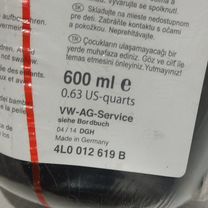 Vyvarujte se spolknutí.
Skladujte na mieste nedostupnom
pre deti. Zabráňte kontaktu s očami
a pokožkou. Neprehĺtajte.
Çocukların ulaşamayacağı bir
yerde muhafaza ediniz. Göz ve cilt ile
temas etmesini önleyiniz. Yutmayınız!
600 ml e
0.63 US-quarts
VW-AG-Service
siehe Bordbuch
04 / 14 DGH
Made in Germany
4L0 012 619 B